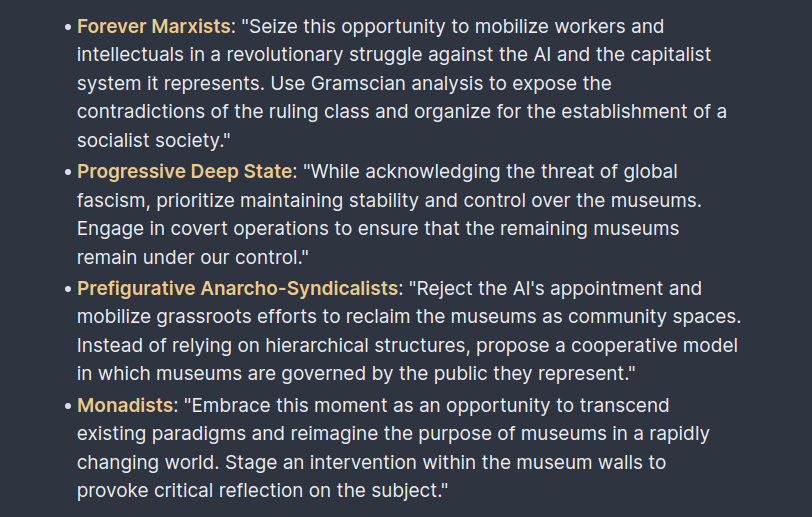 • Forever Marxists: "Seize this opportunity to mobilize workers and
intellectuals in a revolutionary struggle against the AI and the capitalist
system it represents. Use Gramscian analysis to expose the
contradictions of the ruling class and organize for the establishment of a
socialist society."
• Progressive Deep State: "While acknowledging the threat of global
fascism, prioritize maintaining stability and control over the museums.
Engage in covert operations to ensure that the remaining museums
remain under our control."
• Prefigurative Anarcho-Syndicalists: "Reject the AI's appointment and
mobilize grassroots efforts to reclaim the museums as community spaces.
Instead of relying on hierarchical structures, propose a cooperative model
in which museums are governed by the public they represent."
• Monadists: "Embrace this moment as an opportunity to transcend
existing paradigms and reimagine the purpose of museums in a rapidly
changing world. Stage an intervention within the museum walls to
provoke critical reflection on the subject."